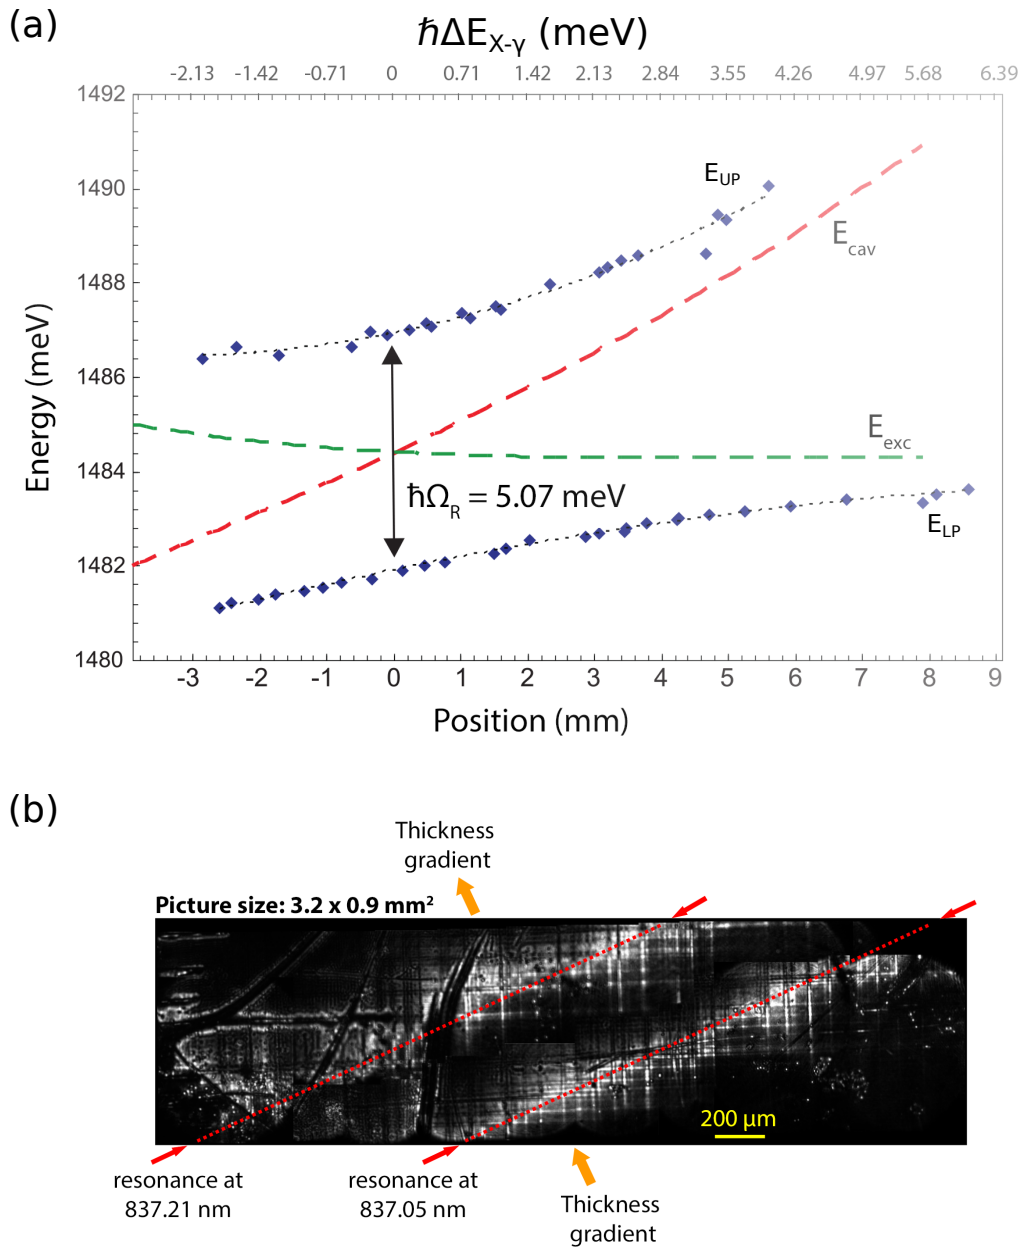 (a)
ħΔE_X-γ (meV)
-2.13 -1.42 -0.71 0 0.71 1.42 2.13 2.84 3.55 4.26 4.97 5.68 6.39
1492
1490
1488
1486
1484
1482
1480
Energy (meV)
E_UP
E_cav
E_exc
ħΩ_R = 5.07 meV
E_LP
-3 -2 -1 0 1 2 3 4 5 6 7 8 9
Position (mm)
(b)
Thickness
gradient
Picture size: 3.2 x 0.9 mm²
200 µm
resonance at
837.21 nm
resonance at
837.05 nm
Thickness
gradient